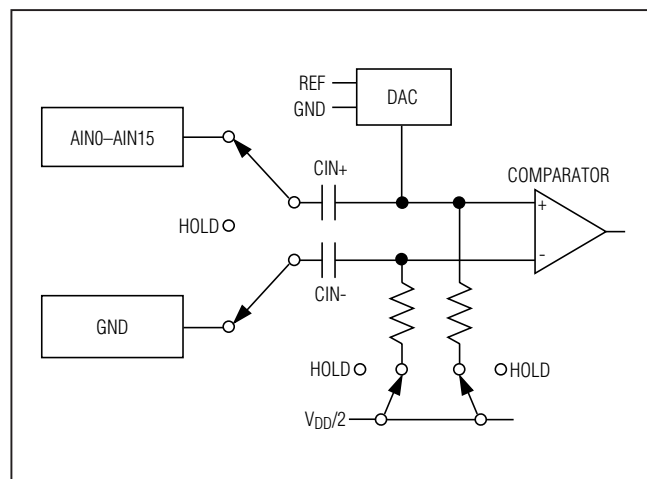 REF
GND
DAC
AIN0–AIN15
CIN+
COMPARATOR
+
HOLD
-
CIN-
GND
HOLD
HOLD
VDD/2